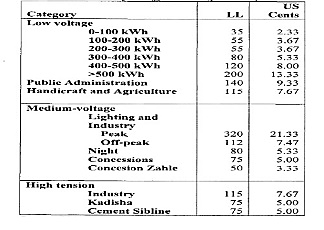 US
Category LL Cents
Low voltage
0-100 kWh 35 2.33
100-200 kWh 55 3.67
200-300 kWh 55 3.67
300-400 kWh 80 5.33
400-500 kWh 120 8.00
>500 kWh 200 13.33
Public Administration 140 9.33
Handicraft and Agriculture 115 7.67
Medium-voltage
Lighting and
Industry
Peak 320 21.33
Off-peak 112 7.47
Night 80 5.33
Concessions 75 5.00
Concesion Zahle 50 3.33
High tension
Industry 115 7.67
Kadisha 75 5.00
Cement Sibline 75 5.00